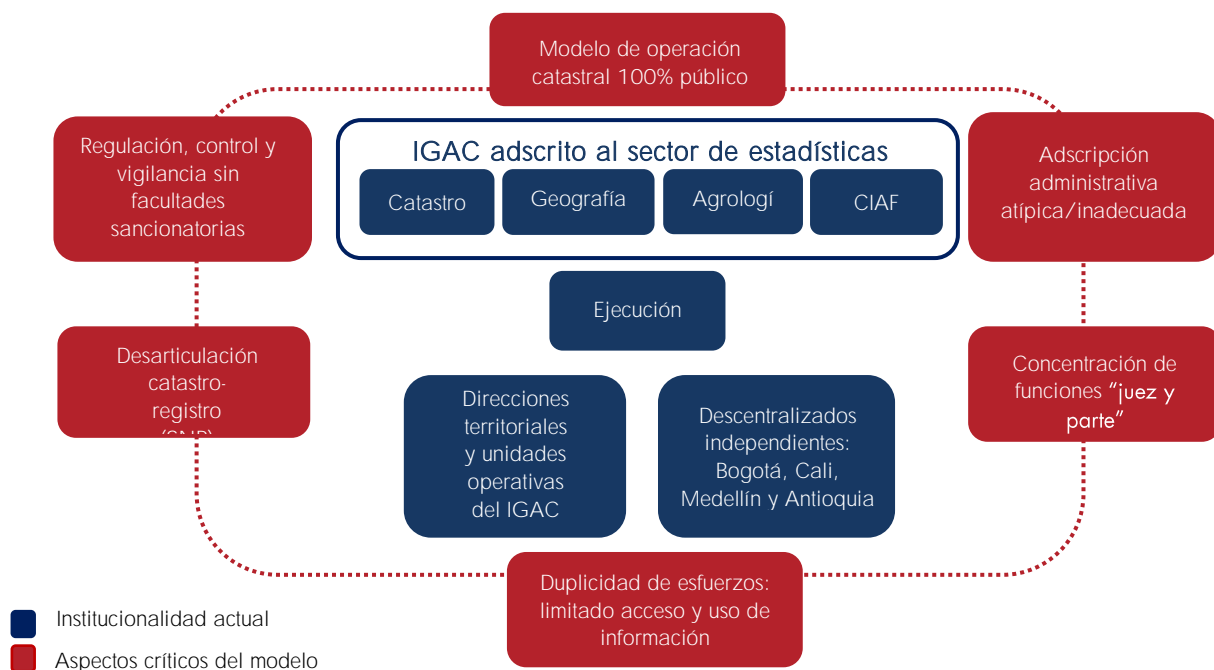 Modelo de operación
catastral 100% público
Regulación, control y
vigilancia sin
facultades
sancionatorias
IGAC adscrito al sector de estadísticas
Catastro
Geografía
Agrologí
CIAF
Adscripción
administrativa
atípica/inadecuada
Ejecución
Desarticulación
catastro-
registro
Concentración de
funciones “juez y
parte”
Direcciones
territoriales
y unidades
operativas
del IGAC
Descentralizados
independientes:
Bogotá, Cali,
Medellín y Antioquia
Duplicidad de esfuerzos:
limitado acceso y uso de
información
Institucionalidad actual
Aspectos críticos del modelo